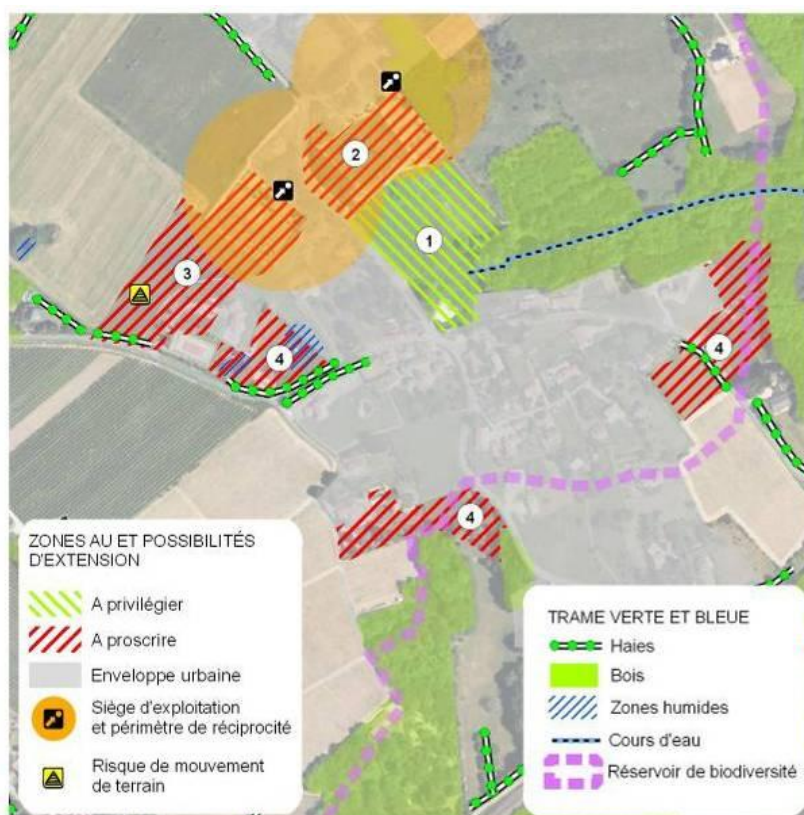 2
1
3
4
4
4
ZONES AU ET POSSIBILITÉS
D'EXTENSION
A privilégier
A proscrire
Enveloppe urbaine
Siège d'exploitation
et périmètre de réciprocité
Risque de mouvement
de terrain
TRAME VERTE ET BLEUE
Haies
Bois
Zones humides
Cours d'eau
Réservoir de biodiversité